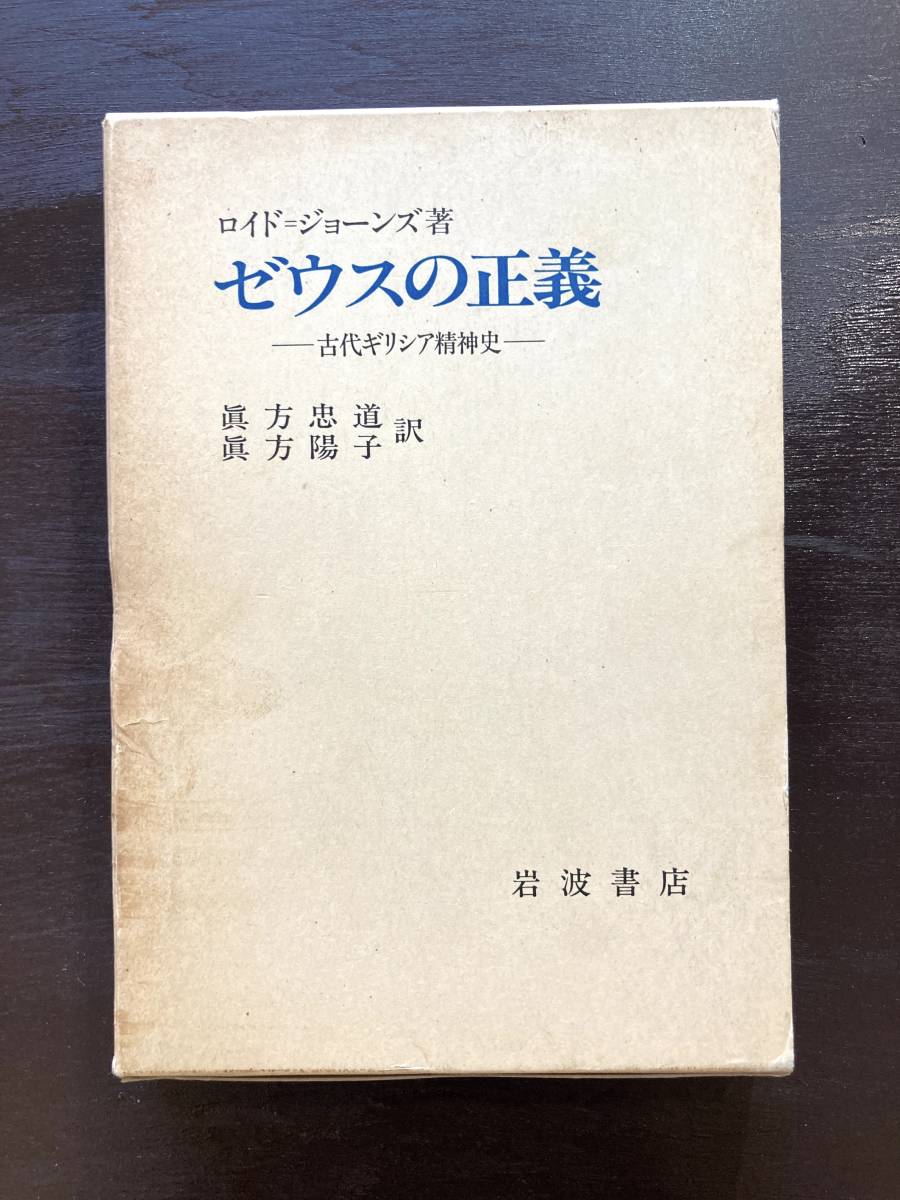 ロイド=ジョーンズ著
ゼウスの正義
―古代ギリシア精神史―
眞方忠道
眞方陽子 訳
岩波書店